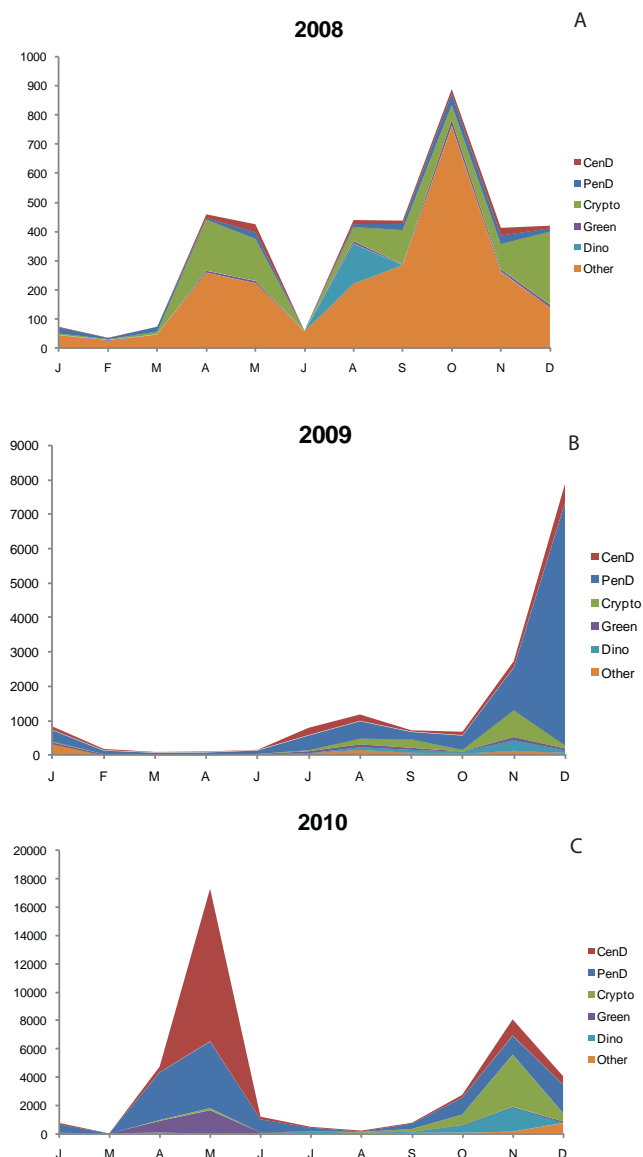 2008
A
1000
900
800
700
600
500
400
300
200
100
0
J F M A M J A S O N D
CenD
PenD
Crypto
Green
Dino
Other
2009
B
9000
8000
7000
6000
5000
4000
3000
2000
1000
0
J F M A J J A S O N D
CenD
PenD
Crypto
Green
Dino
Other
2010
C
20000
18000
16000
14000
12000
10000
8000
6000
4000
2000
0
J M A M J J A S O N D
CenD
PenD
Crypto
Green
Dino
Other